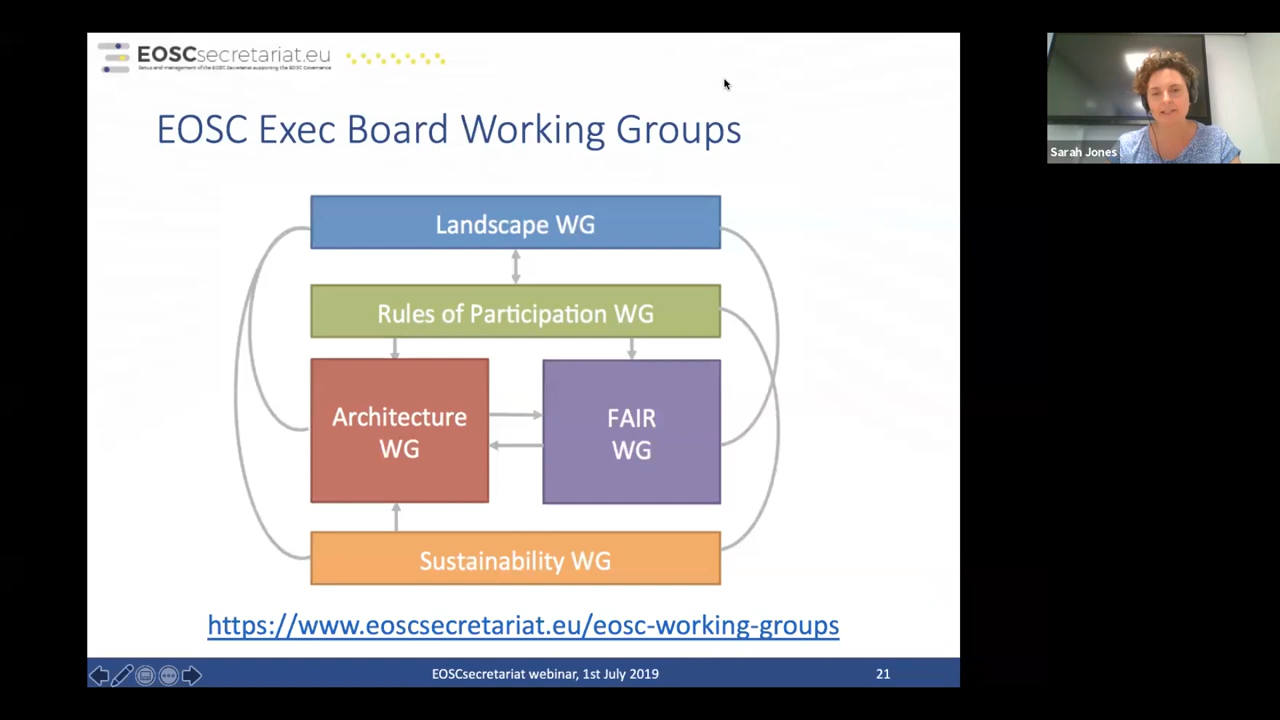 EOSCsecretariat.eu
EOSC Exec Board Working Groups
Sarah Jones
Landscape WG
Rules of Participation WG
Architecture
WG
FAIR
WG
Sustainability WG
https://www.eoscsecretariat.eu/eosc-working-groups
EOSCsecretariat webinar, 1st July 2019
21